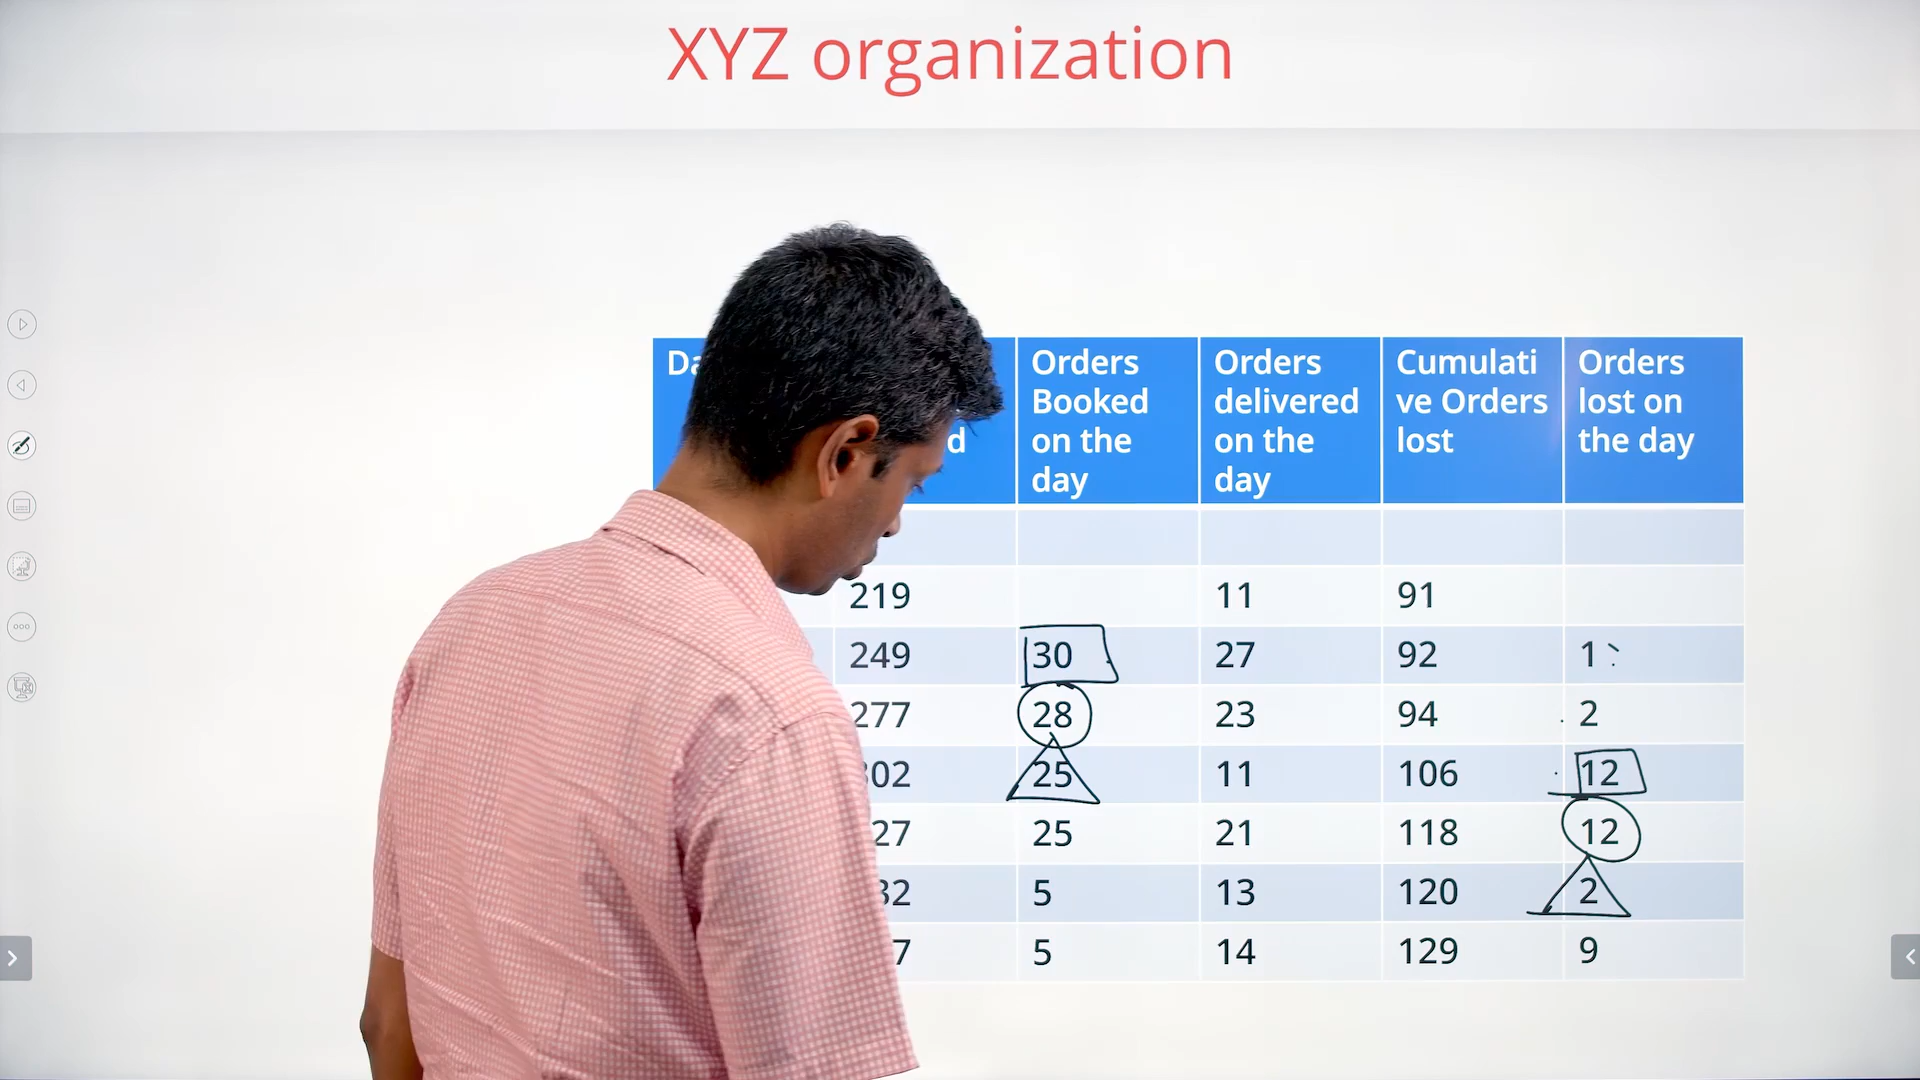 XYZ organization
Orders Booked on the day
Orders delivered on the day
Cumulati ve Orders lost
Orders lost on the day
219 11 91
249 30 27 92 1
277 28 23 94 2
25 11 106 12
25 21 118 12
5 13 120 2
5 14 129 9